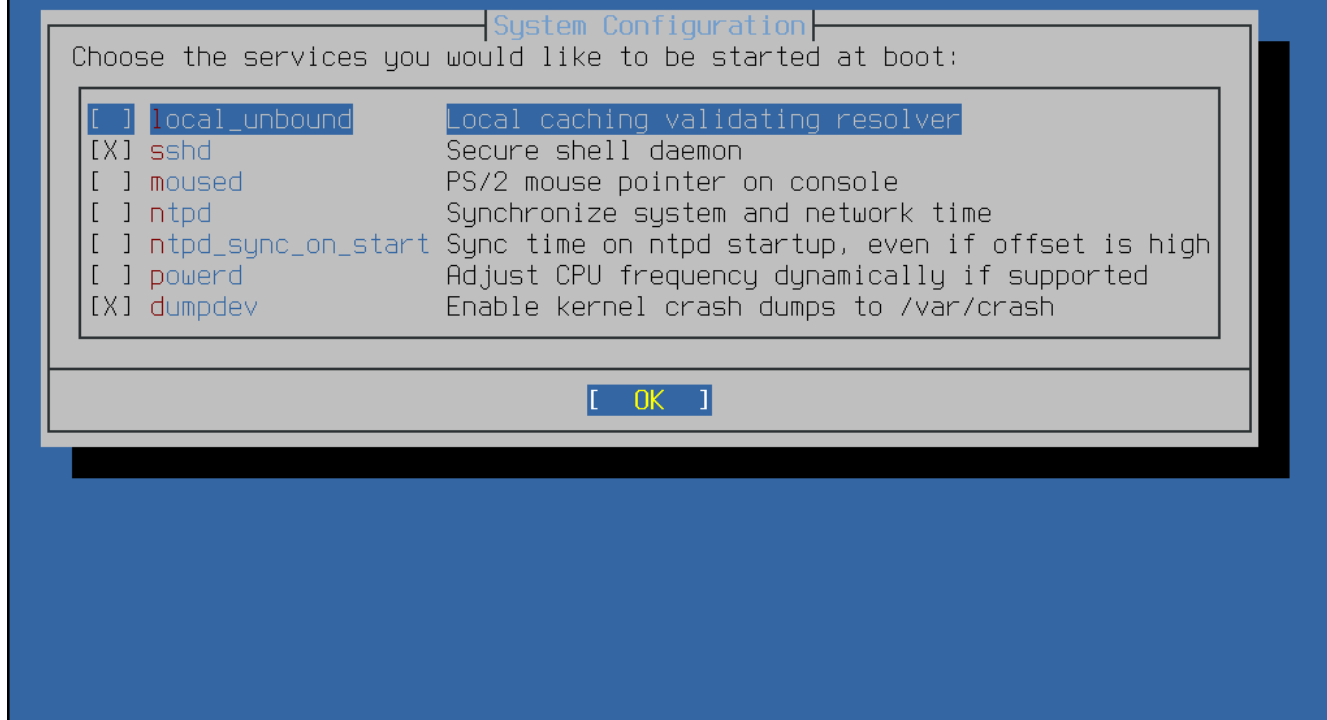 System Configuration
Choose the services you would like to be started at boot:
[ ] local_unbound Local caching validating resolver
[X] sshd Secure shell daemon
[ ] moused PS/2 mouse pointer on console
[ ] ntpd Synchronize system and network time
[ ] ntpd_sync_on_start Sync time on ntpd startup, even if offset is high
[ ] powerd Adjust CPU frequency dynamically if supported
[X] dumpdev Enable kernel crash dumps to /var/crash
[ OK ]